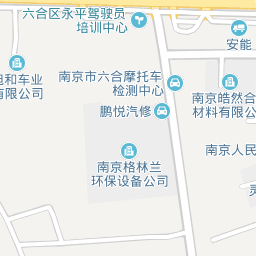 六合区永平驾驶员
培训中心
安能
旭和车业
有限公司
南京市六合摩托车
检测中心
鹏悦汽修
南京皓然合
材料有限公
南京人民
南京格林兰
环保设备公司